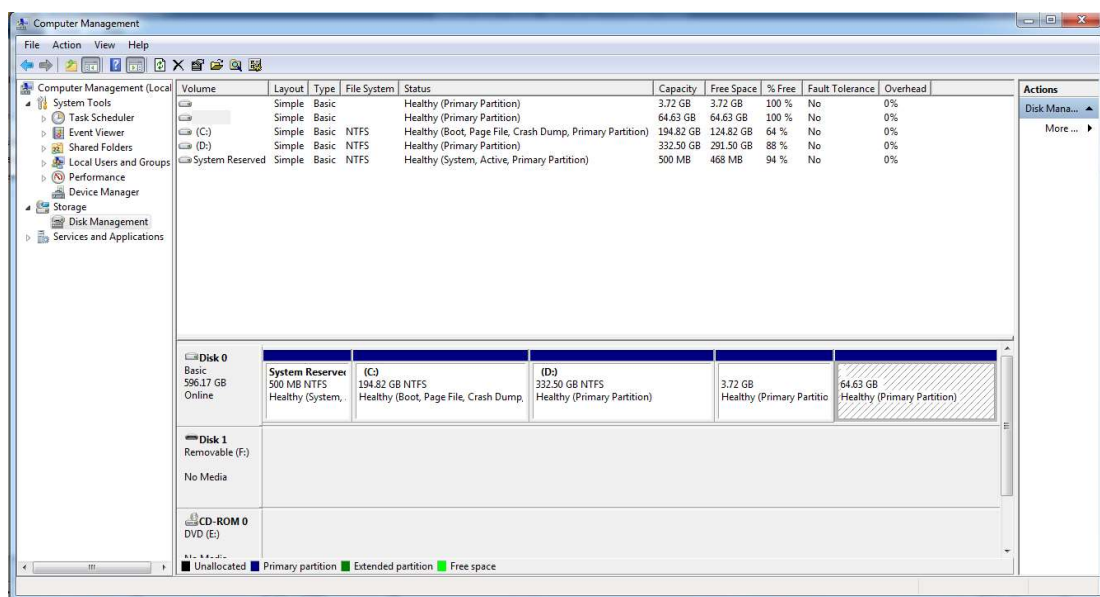 Computer Management
File Action View Help
Computer Management (Local
System Tools
Task Scheduler
Event Viewer
Shared Folders
Local Users and Groups
Performance
Device Manager
Storage
Disk Management
Services and Applications
Volume Layout Type File System Status Capacity Free Space % Free Fault Tolerance Overhead
Simple Basic Healthy (Primary Partition) 3.72 GB 3.72 GB 100 % No 0%
Simple Basic Healthy (Primary Partition) 64.63 GB 64.63 GB 100 % No 0%
(C:) Simple Basic NTFS Healthy (Boot, Page File, Crash Dump, Primary Partition) 194.82 GB 124.82 GB 64 % No 0%
(D:) Simple Basic NTFS Healthy (Primary Partition) 332.50 GB 291.50 GB 88 % No 0%
System Reserved Simple Basic NTFS Healthy (System, Active, Primary Partition) 500 MB 468 MB 94 % No 0%
Disk 0
Basic
596.17 GB
Online
System Reserve
500 MB NTFS
Healthy (System, 
(C:)
194.82 GB NTFS
Healthy (Boot, Page File, Crash Dump,
(D:)
332.50 GB NTFS
Healthy (Primary Partition)
3.72 GB
Healthy (Primary Partitio
64.63 GB
Healthy (Primary Partition)
Disk 1
Removable (F:)
No Media
CD-ROM 0
DVD (E:)
Unallocated Primary partition Extended partition Free space
Actions
Disk Mana...
More ...